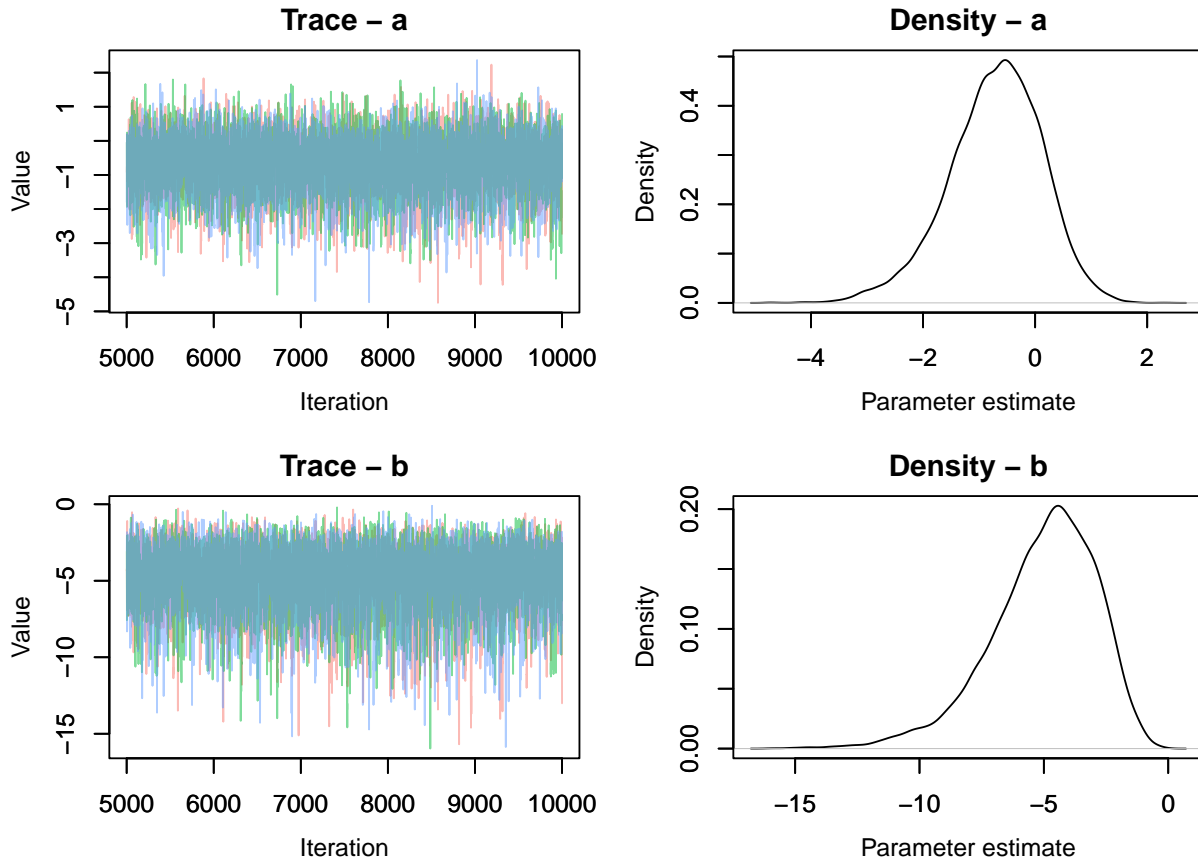 Trace – a
Value
1
−1
−3
−5
5000 6000 7000 8000 9000 10000
Iteration
Density – a
Density
0.4
0.2
0.0
−4 −2 0 2
Parameter estimate
Trace – b
Value
0
−5
−10
−15
5000 6000 7000 8000 9000 10000
Iteration
Density – b
Density
0.20
0.10
0.00
−15 −10 −5 0
Parameter estimate